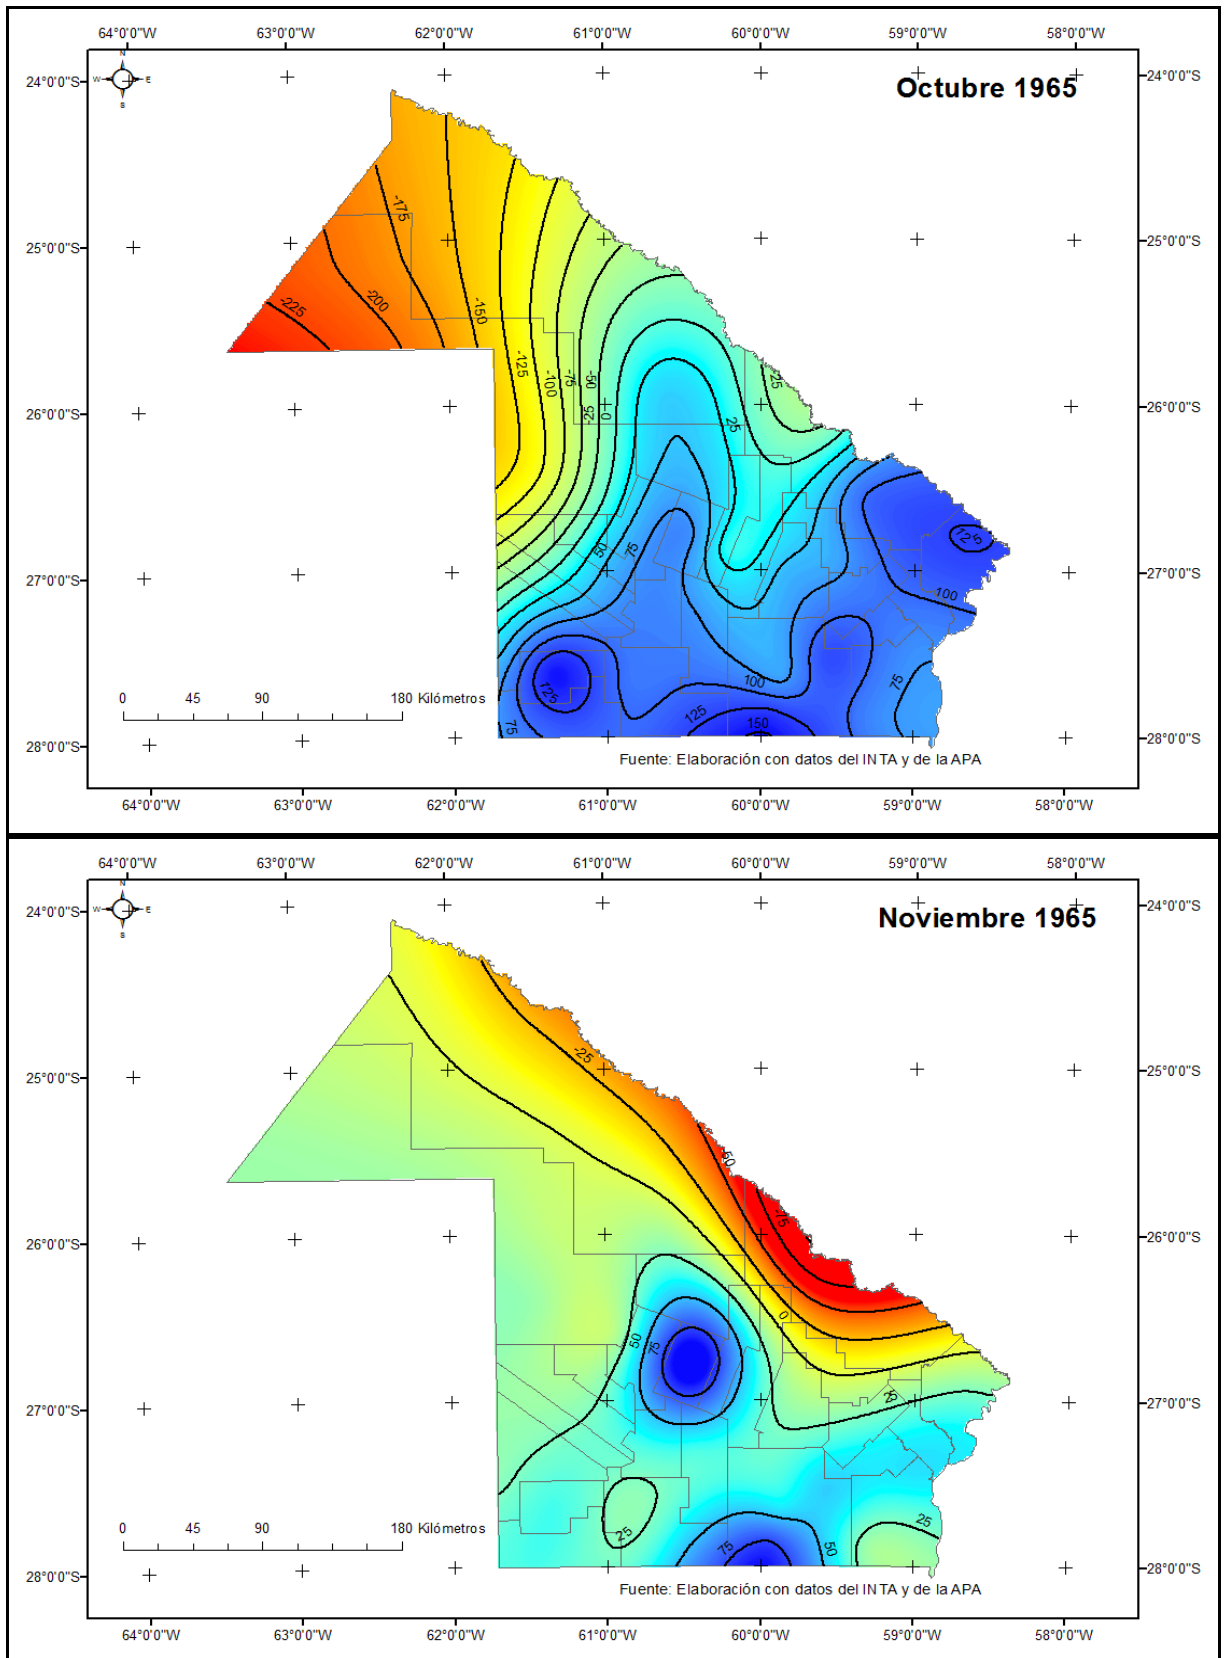 64°0'0"W 63°0'0"W 62°0'0"W 61°0'0"W 60°0'0"W 59°0'0"W 58°0'0"W
N
W E
S
Octubre 1965
24°0'0"S 24°0'0"S
25°0'0"S 25°0'0"S
26°0'0"S 26°0'0"S
27°0'0"S 27°0'0"S
28°0'0"S 28°0'0"S
-175
-225 -200 -150
-125 -100 -75 -50 -25 0
25
-25
50 75
125
100
125
100
75
125 150
75
0 45 90 180 Kilómetros
Fuente: Elaboración con datos del INTA y de la APA
64°0'0"W 63°0'0"W 62°0'0"W 61°0'0"W 60°0'0"W 59°0'0"W 58°0'0"W
64°0'0"W 63°0'0"W 62°0'0"W 61°0'0"W 60°0'0"W 59°0'0"W 58°0'0"W
N
W E
S
Noviembre 1965
24°0'0"S 24°0'0"S
25°0'0"S 25°0'0"S
26°0'0"S 26°0'0"S
27°0'0"S 27°0'0"S
28°0'0"S 28°0'0"S
-25
-50
-75
0
50 75
25
25
25
75 50
0 45 90 180 Kilómetros
Fuente: Elaboración con datos del INTA y de la APA
64°0'0"W 63°0'0"W 62°0'0"W 61°0'0"W 60°0'0"W 59°0'0"W 58°0'0"W